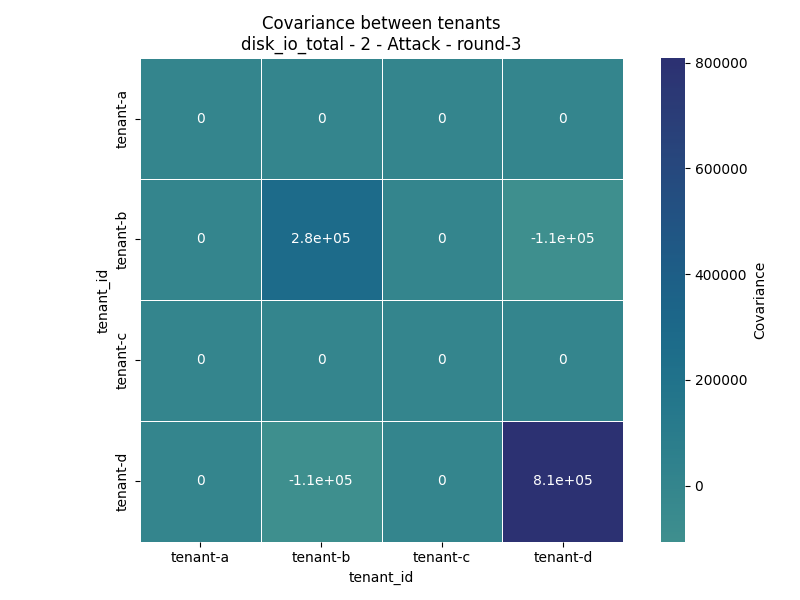 Covariance between tenants
disk_io_total - 2 - Attack - round-3
tenant_id
tenant-a
0
0
0
0
tenant-b
0
2.8e+05
0
-1.1e+05
tenant-c
0
0
0
0
tenant-d
0
-1.1e+05
0
8.1e+05
tenant-a
tenant-b
tenant-c
tenant-d
tenant_id
800000
600000
400000
200000
0
Covariance